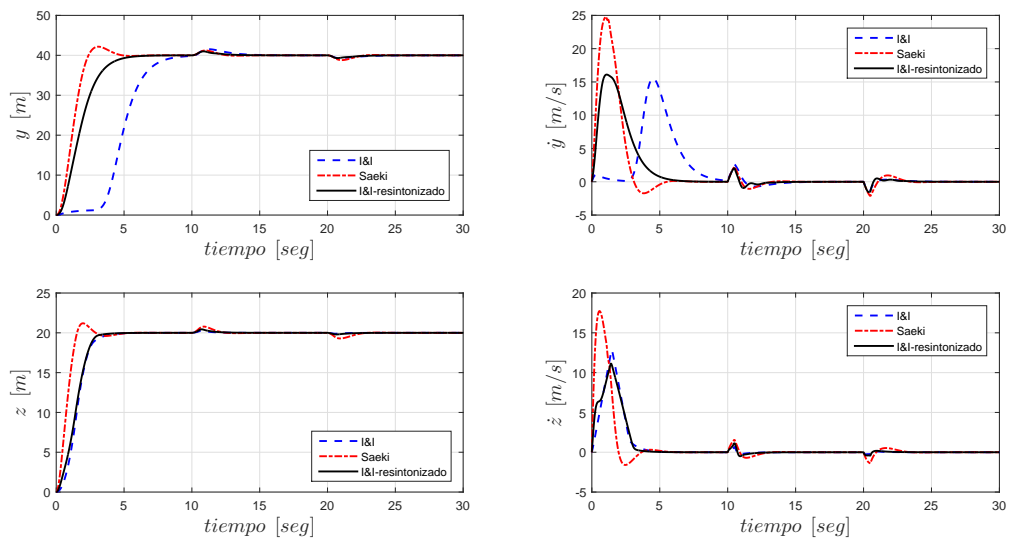 50
40
30
20
10
0
y [m]
I&I
Saeki
I&I-resintonizado
0 5 10 15 20 25 30
tiempo [seg]
25
20
15
10
5
0
-5
ẏ [m/s]
I&I
Saeki
I&I-resintonizado
0 5 10 15 20 25 30
tiempo [seg]
25
20
15
10
5
0
z [m]
I&I
Saeki
I&I-resintonizado
0 5 10 15 20 25 30
tiempo [seg]
20
15
10
5
0
-5
ż [m/s]
I&I
Saeki
I&I-resintonizado
0 5 10 15 20 25 30
tiempo [seg]